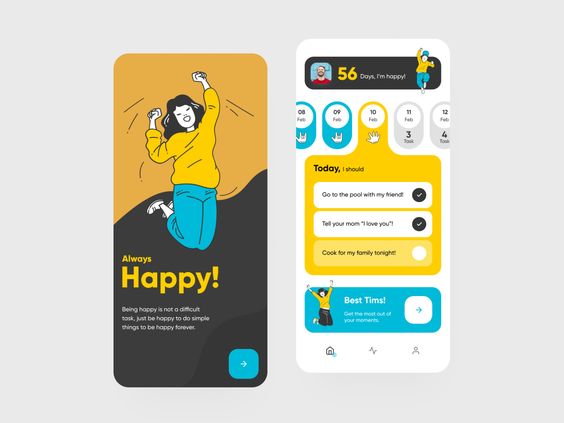 Always
Happy!
Being happy is not a difficult
task, just be happy to do simple
things to be happy forever.
56 Days, I'm happy!
08
Feb
09
Feb
10
Feb
11
Feb
3
Task
12
Feb
4
Task
Today, I should
Go to the pool with my friend!
Tell your mom "I love you"!
Cook for my family tonight!
Best Tims!
Get the most out of
your moments.